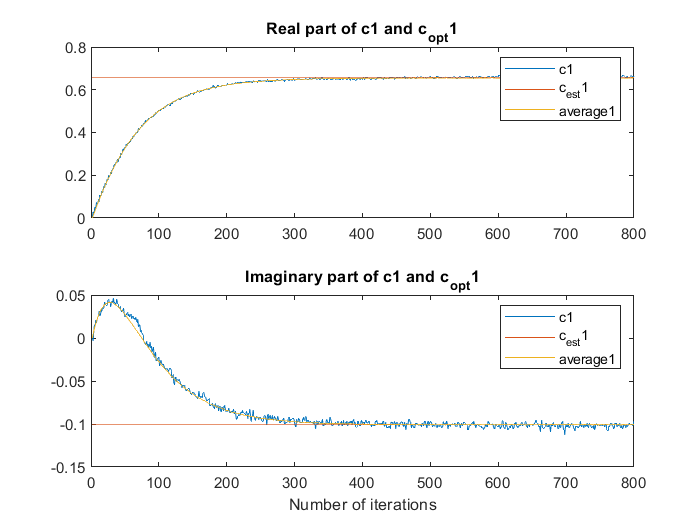 Real part of c1 and c_opt1
0.8
0.6
0.4
0.2
0
c1
c_est1
average1
0 100 200 300 400 500 600 700 800
Imaginary part of c1 and c_opt1
0.05
0
-0.05
-0.1
-0.15
c1
c_est1
average1
0 100 200 300 400 500 600 700 800
Number of iterations